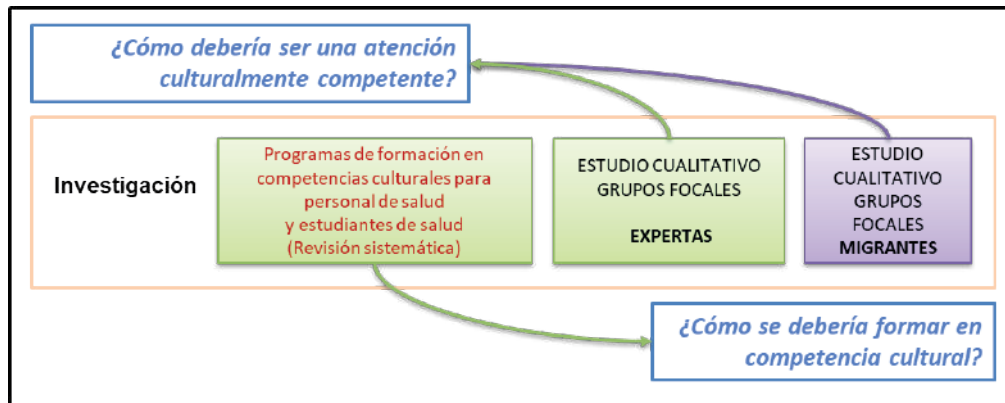 ¿Cómo debería ser una atención
culturalmente competente?
Investigación
Programas de formación en
competencias culturales para
personal de salud
y estudiantes de salud
(Revisión sistemática)
ESTUDIO CUALITATIVO
GRUPOS FOCALES
EXPERTAS
ESTUDIO
CUALITATIVO
GRUPOS
FOCALES
MIGRANTES
¿Cómo se debería formar en
competencia cultural?